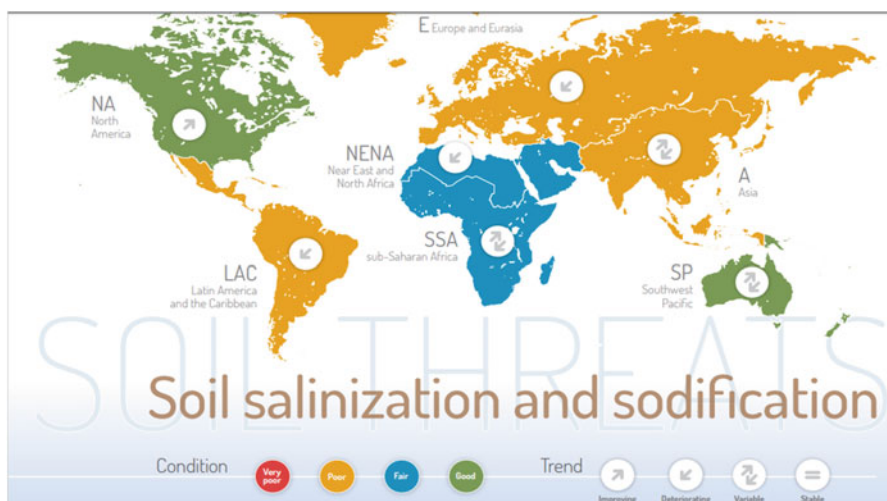 E Europe and Eurasia
NA
North
America
NENA
Near East and
North Africa
A
Asia
SSA
sub-Saharan Africa
LAC
Latin America
and the Caribbean
SP
Southwest
Pacific
SOIL THREATS
Soil salinization and sodification
Condition
Very
poor
Poor
Fair
Good
Trend
Improving
Deteriorating
Variable
Stable